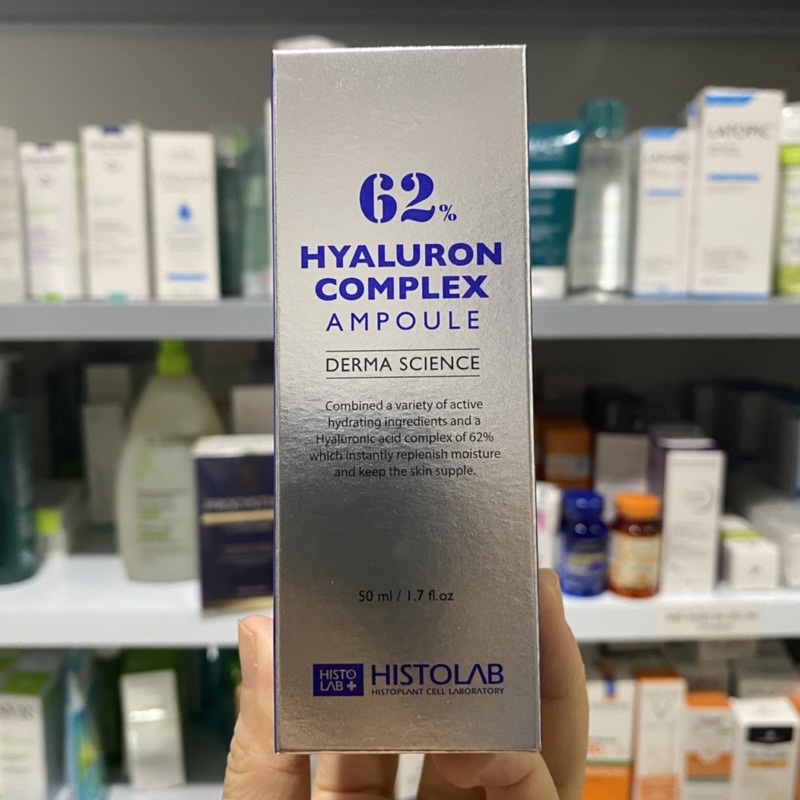 62%
HYALURON
COMPLEX
AMPOULE
DERMA SCIENCE
Combined a variety of active
hydrating ingredients and a
Hyaluronic acid complex of 62%
which instantly replenish moisture
and keep the skin supple.
50 ml / 1.7 fl.oz
HISTO
LAB+
HISTOLAB
HISTOPLANT CELL LABORATORY
LATOPIC